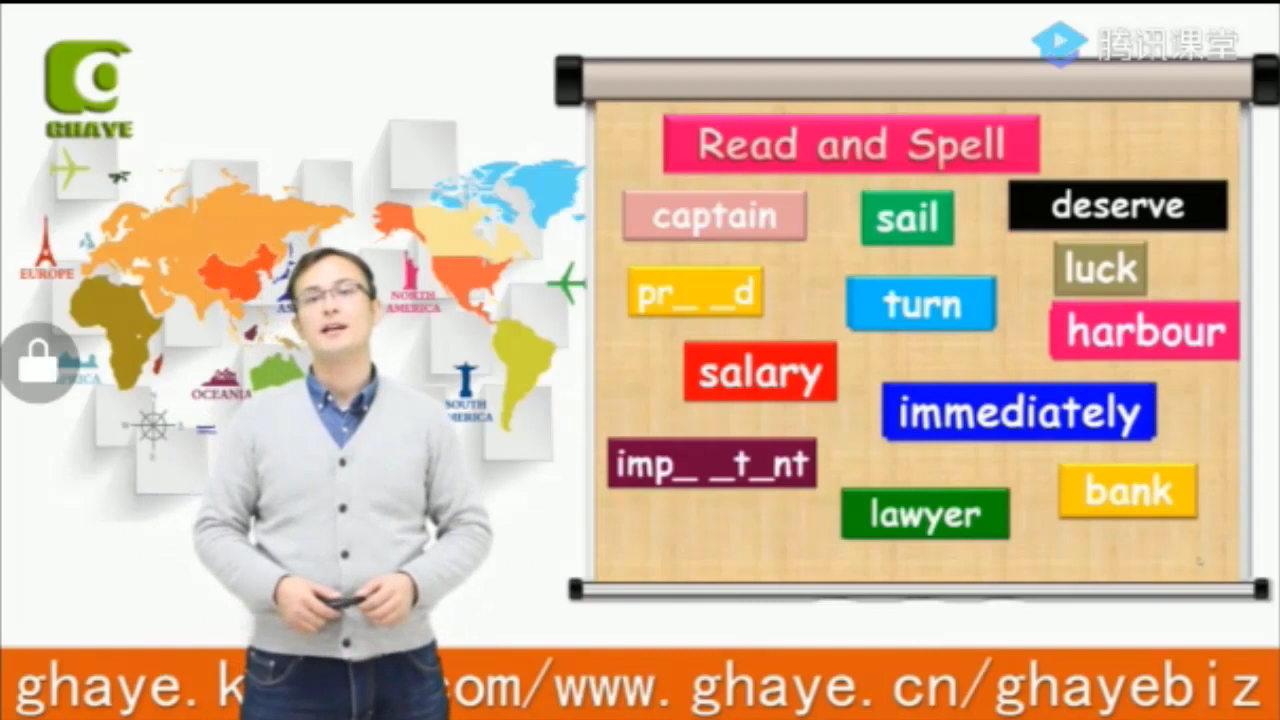 GHAYE
腾讯课堂
Read and Spell
captain
sail
deserve
pr_ _d
turn
luck
harbour
salary
immediately
imp_ _t_nt
lawyer
bank
EUROPE
NORTH
AMERICA
OCEANIA
SOUTH
ghaye.k
om/www.ghaye.cn/ghayebiz